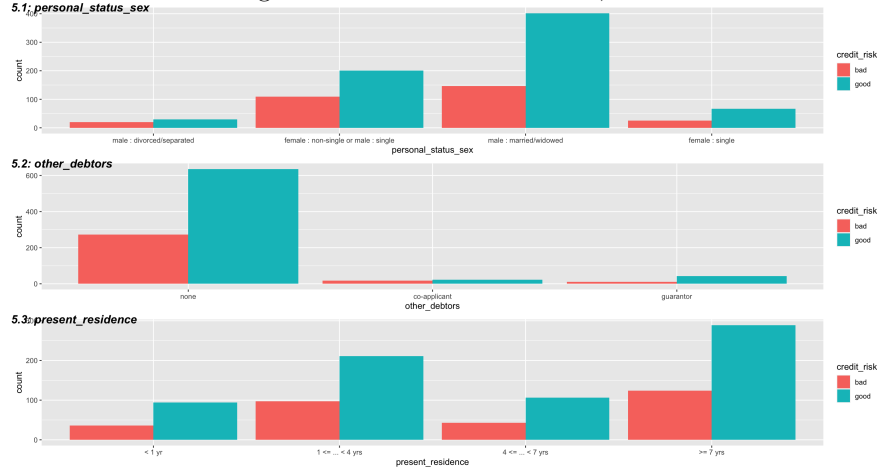 5.1: personal_status_sex
400
300
200
100
0
count
male : divorced/separated
female : non-single or male : single
male : married/widowed
female : single
personal_status_sex
credit_risk
bad
good
5.2: other_debtors
600
400
200
0
count
none
co-applicant
guarantor
other_debtors
credit_risk
bad
good
5.3: present_residence
200
100
0
count
< 1 yr
1 <= ... < 4 yrs
4 <= ... < 7 yrs
>= 7 yrs
present_residence
credit_risk
bad
good